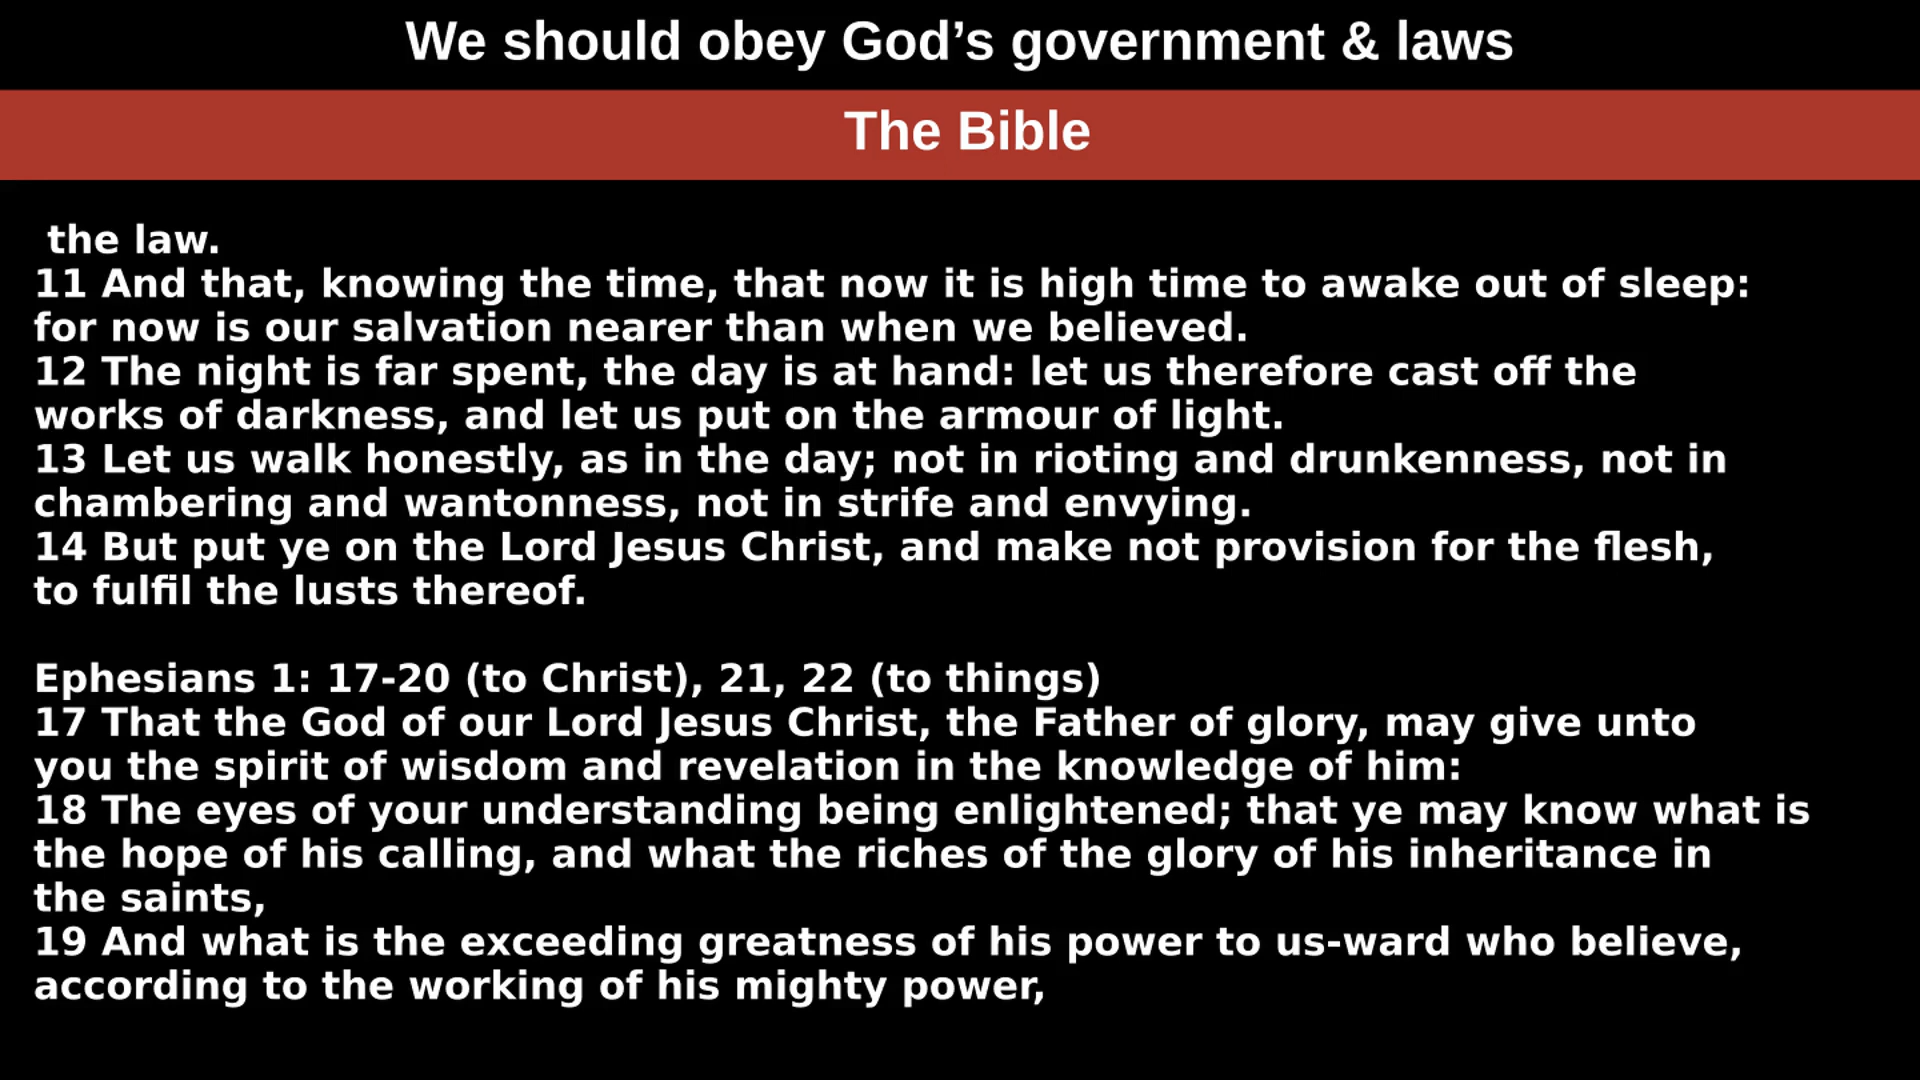 We should obey God’s government & laws
The Bible
the law.
11 And that, knowing the time, that now it is high time to awake out of sleep:
for now is our salvation nearer than when we believed.
12 The night is far spent, the day is at hand: let us therefore cast off the
works of darkness, and let us put on the armour of light.
13 Let us walk honestly, as in the day; not in rioting and drunkenness, not in
chambering and wantonness, not in strife and envying.
14 But put ye on the Lord Jesus Christ, and make not provision for the flesh,
to fulfil the lusts thereof.
Ephesians 1: 17-20 (to Christ), 21, 22 (to things)
17 That the God of our Lord Jesus Christ, the Father of glory, may give unto
you the spirit of wisdom and revelation in the knowledge of him:
18 The eyes of your understanding being enlightened; that ye may know what is
the hope of his calling, and what the riches of the glory of his inheritance in
the saints,
19 And what is the exceeding greatness of his power to us-ward who believe,
according to the working of his mighty power,